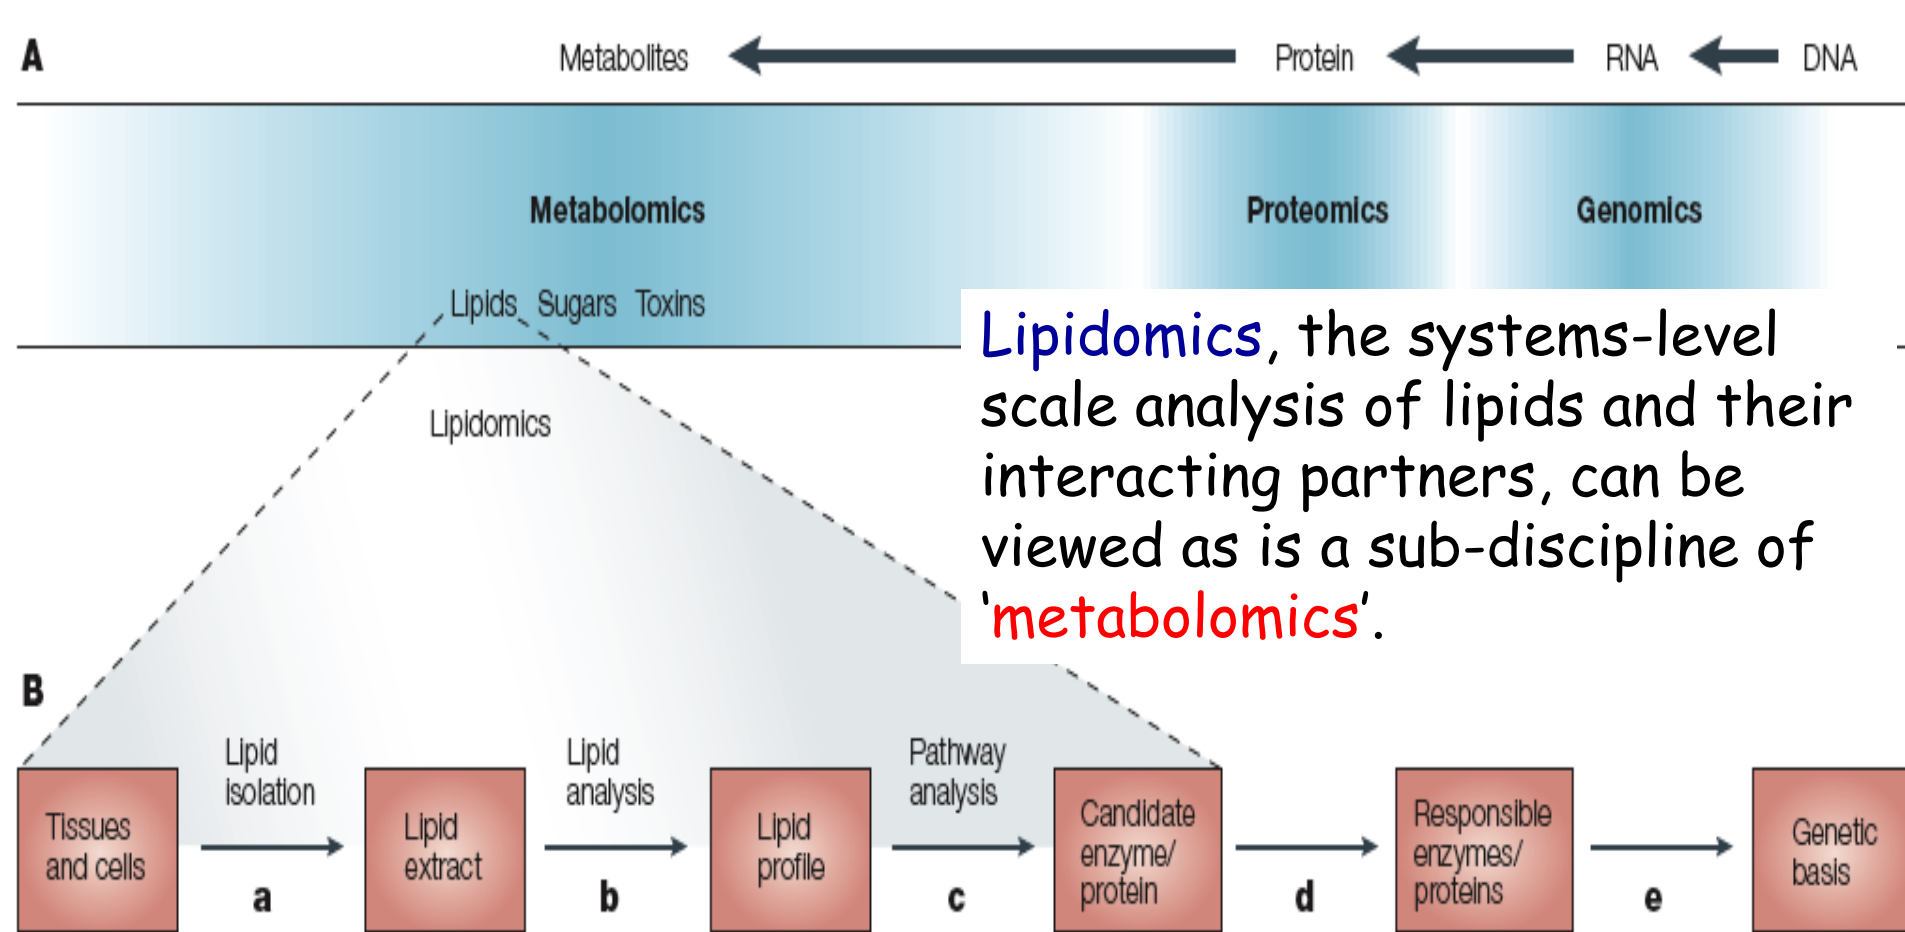 A
Metabolites Protein RNA DNA
Metabolomics Proteomics Genomics
Lipids Sugars Toxins
Lipidomics, the systems-level
scale analysis of lipids and their
interacting partners, can be
viewed as is a sub-discipline of
‘metabolomics’.
Lipidomics
B
Lipid
isolation
Lipid
analysis
Pathway
analysis
Tissues
and cells
a
Lipid
extract
b
Lipid
profile
c
Candidate
enzyme/
protein
d
Responsible
enzymes/
proteins
e
Genetic
basis